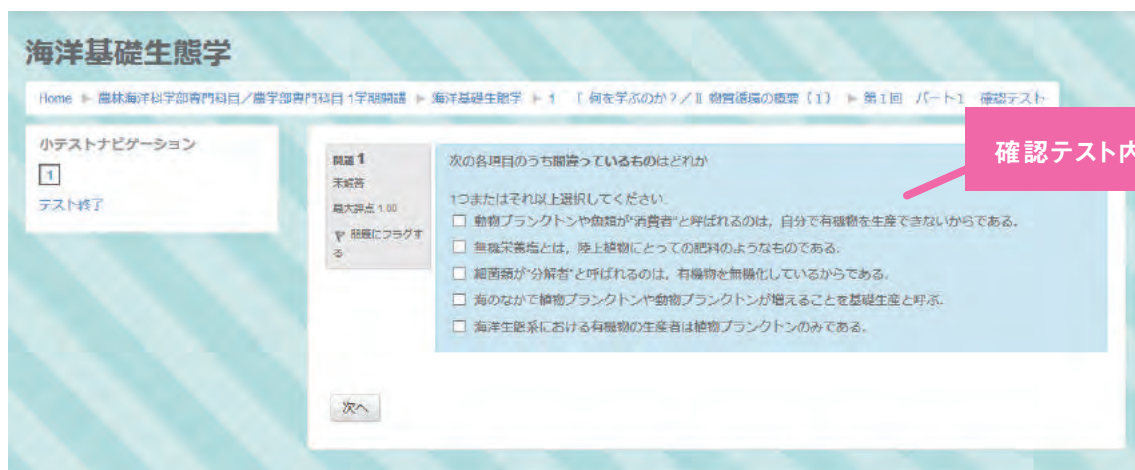 海洋基礎生態学
Home ▶ 農林海洋科学部専門科目/農学部専門科目 1学期開講 ▶ 海洋基礎生態学 ▶ 1 「何を学ぶのか?/Ⅱ 物質循環の概要(1) ▶ 第1回 パート1 確認テスト
小テストナビゲーション
1
テスト終了
問題 1
未解答
最大評点 1.00
問題にフラグす
る
次の各項目のうち間違っているものはどれか
1つまたはそれ以上選択してください
動物プランクトンや魚類が"消費者"と呼ばれるのは，自分で有機物を生産できないからである．
無機栄養塩とは，陸上植物にとっての肥料のようなものである．
細菌類が"分解者"と呼ばれるのは，有機物を無機化しているからである．
海のなかで植物プランクトンや動物プランクトンが増えることを基礎生産と呼ぶ．
海洋生態系における有機物の生産者は植物プランクトンのみである．
次へ
確認テスト内